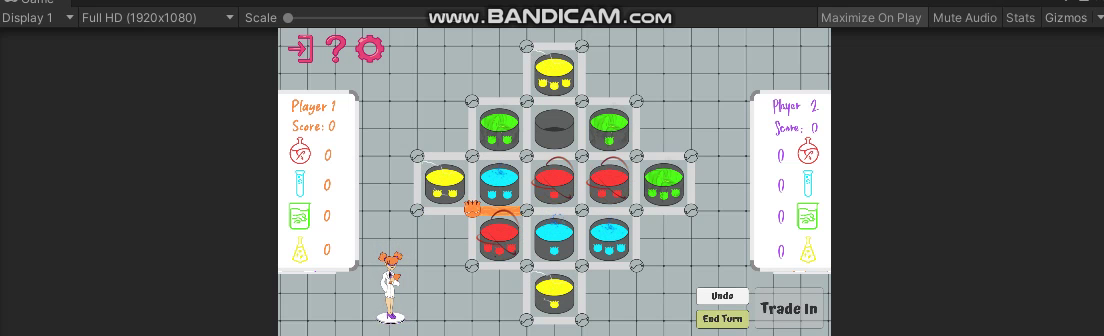 Game
Display 1 Full HD (1920x1080) Scale Maximize On Play Mute Audio Stats Gizmos
www.BANDICAM.com
?
Player 1
Score: 0
0
0
0
0
Player 2
Score: 0
0
0
0
0
Undo
End Turn
Trade In